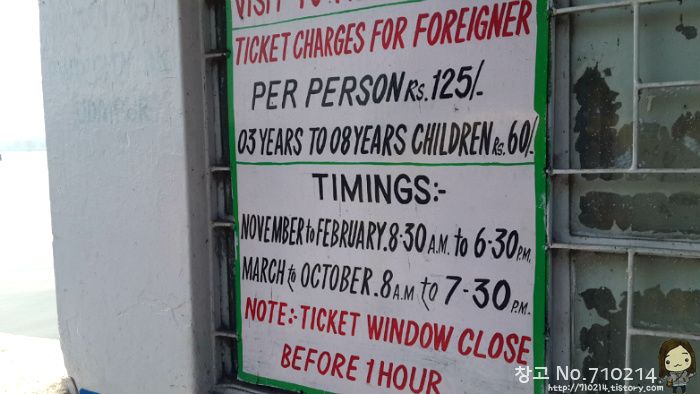 VISIT TO
TICKET CHARGES FOR FOREIGNER
PER PERSON Rs. 125/-
03 YEARS TO 08 YEARS CHILDREN Rs. 60/-
TIMINGS:-
NOVEMBER to FEBRUARY. 8-30 A.M. to 6-30 P.M.
MARCH to OCTOBER. 8 A.M to 7-30 P.M.
NOTE:- TICKET WINDOW CLOSE
BEFORE 1 HOUR
창고 No.710214
http://710214.tistory.com/